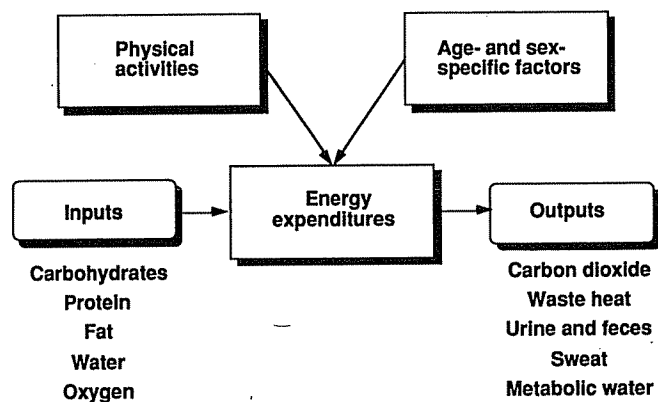 Physical
activities
Age- and sex-
specific factors
Inputs
Energy
expenditures
Outputs
Carbohydrates
Protein
Fat
Water
Oxygen
Carbon dioxide
Waste heat
Urine and feces
Sweat
Metabolic water